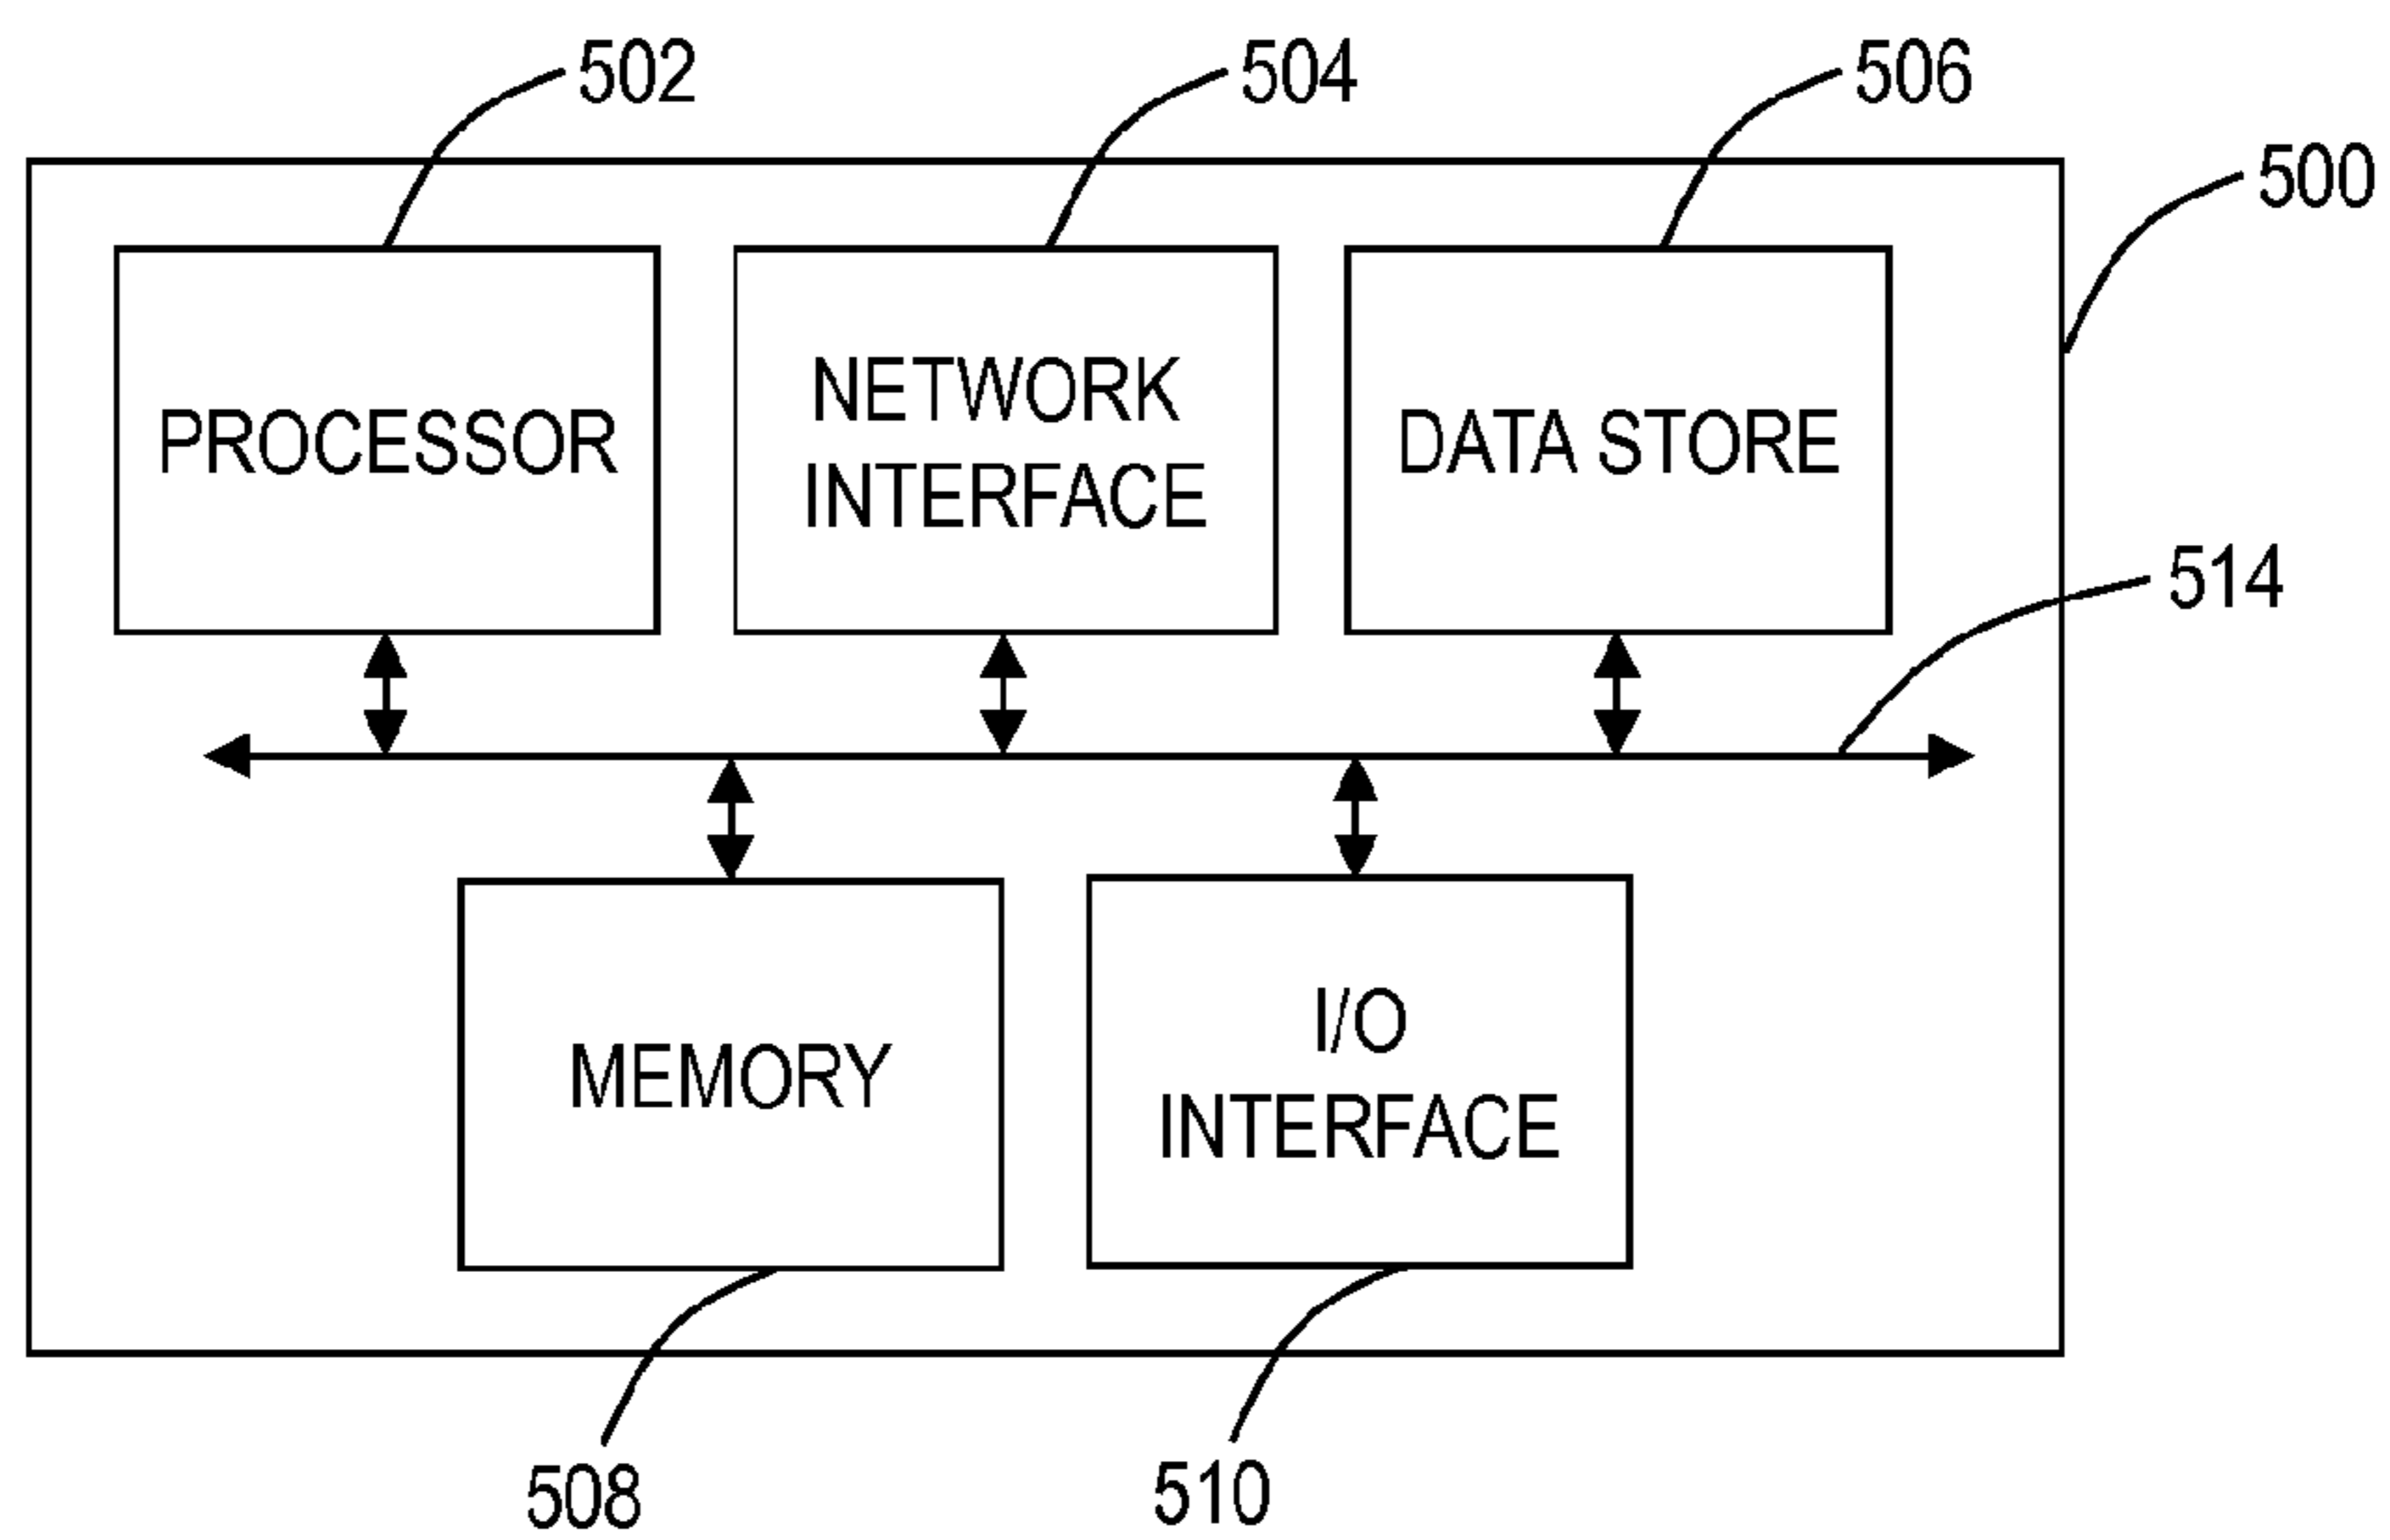 502
504
506
500
PROCESSOR
NETWORK
INTERFACE
DATA STORE
514
MEMORY
I/O
INTERFACE
508
510